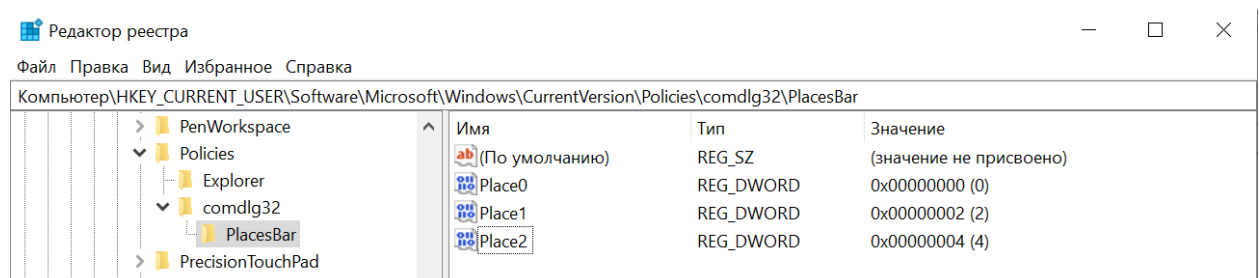 Редактор реестра
Файл Правка Вид Избранное Справка
Компьютер\HKEY_CURRENT_USER\Software\Microsoft\Windows\CurrentVersion\Policies\comdlg32\PlacesBar
PenWorkspace
Policies
Explorer
comdlg32
PlacesBar
PrecisionTouchPad
Имя Тип Значение
(По умолчанию) REG_SZ (значение не присвоено)
Place0 REG_DWORD 0x00000000 (0)
Place1 REG_DWORD 0x00000002 (2)
Place2 REG_DWORD 0x00000004 (4)